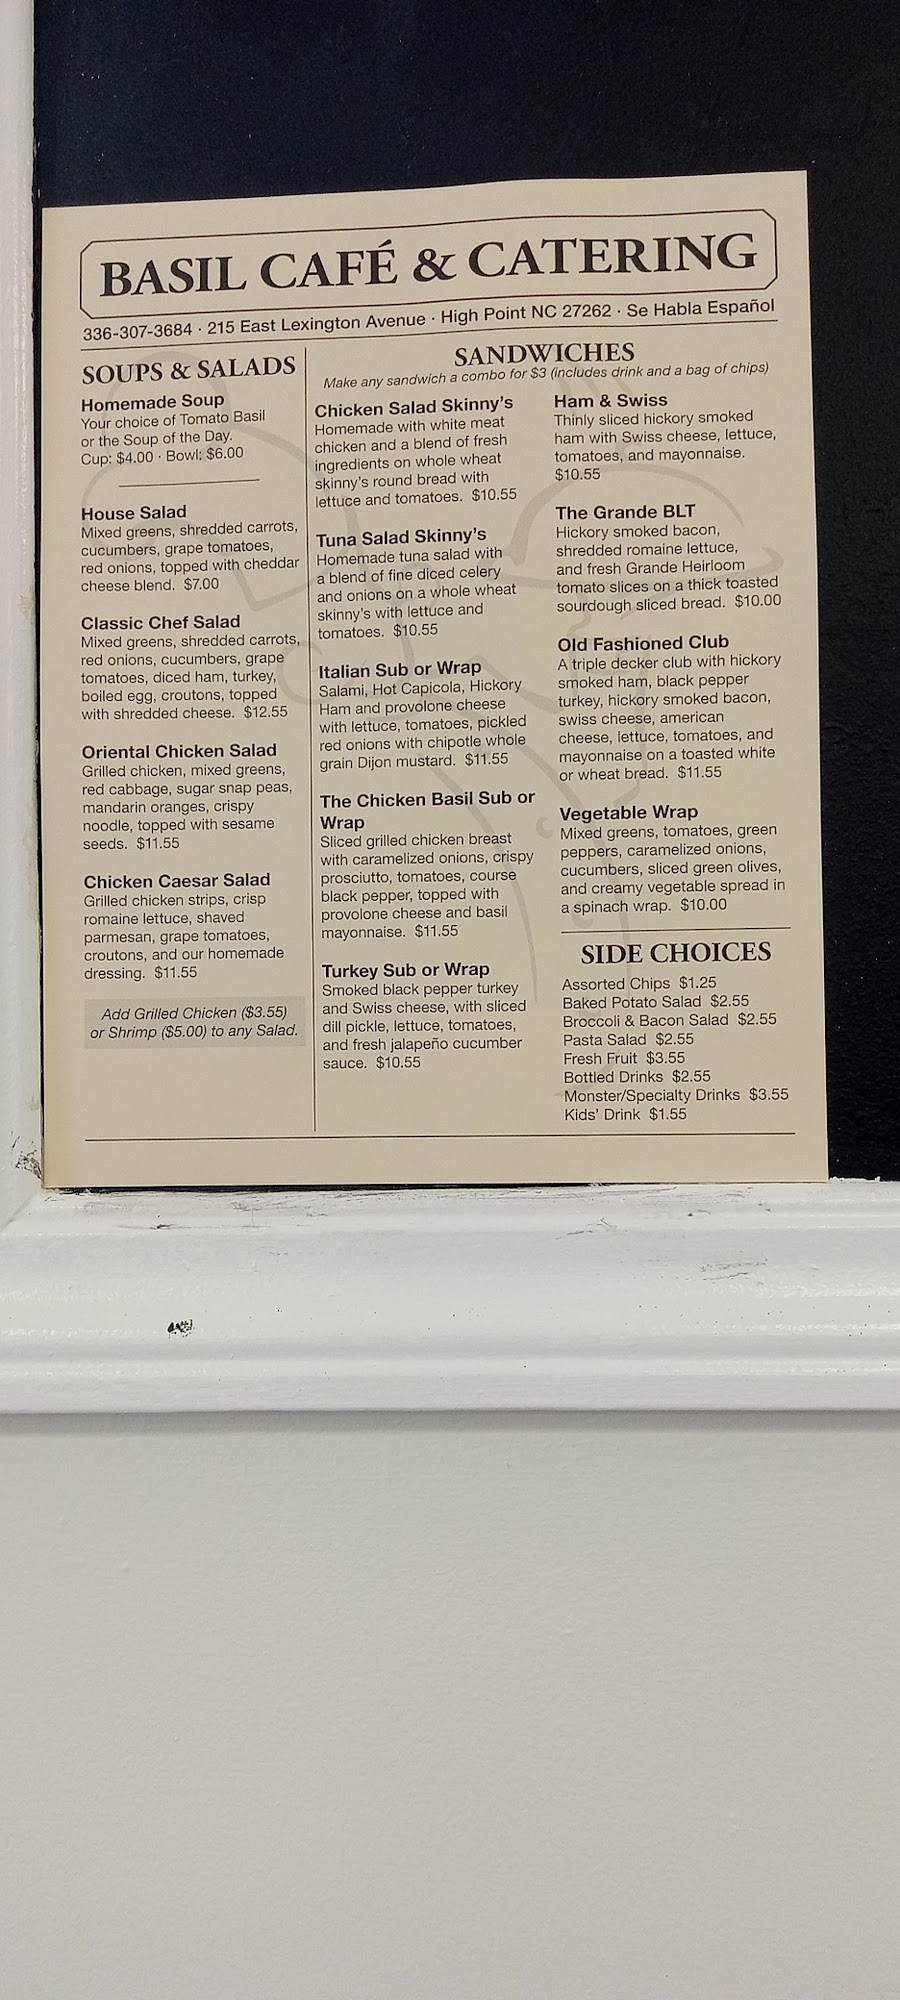 BASIL CAFÉ & CATERING
336-307-3684 · 215 East Lexington Avenue · High Point NC 27262 · Se Habla Español
SOUPS & SALADS
Homemade Soup
Your choice of Tomato Basil
or the Soup of the Day.
Cup: $4.00 · Bowl: $6.00
House Salad
Mixed greens, shredded carrots,
cucumbers, grape tomatoes,
red onions, topped with cheddar
cheese blend. $7.00
Classic Chef Salad
Mixed greens, shredded carrots,
red onions, cucumbers, grape
tomatoes, diced ham, turkey,
boiled egg, croutons, topped
with shredded cheese. $12.55
Oriental Chicken Salad
Grilled chicken, mixed greens,
red cabbage, sugar snap peas,
mandarin oranges, crispy
noodle, topped with sesame
seeds. $11.55
Chicken Caesar Salad
Grilled chicken strips, crisp
romaine lettuce, shaved
parmesan, grape tomatoes,
croutons, and our homemade
dressing. $11.55
Add Grilled Chicken ($3.55)
or Shrimp ($5.00) to any Salad.
SANDWICHES
Make any sandwich a combo for $3 (includes drink and a bag of chips)
Chicken Salad Skinny's
Homemade with white meat
chicken and a blend of fresh
ingredients on whole wheat
skinny's round bread with
lettuce and tomatoes. $10.55
Tuna Salad Skinny's
Homemade tuna salad with
a blend of fine diced celery
and onions on a whole wheat
skinny's with lettuce and
tomatoes. $10.55
Italian Sub or Wrap
Salami, Hot Capicola, Hickory
Ham and provolone cheese
with lettuce, tomatoes, pickled
red onions with chipotle whole
grain Dijon mustard. $11.55
The Chicken Basil Sub or
Wrap
Sliced grilled chicken breast
with caramelized onions, crispy
prosciutto, tomatoes, course
black pepper, topped with
provolone cheese and basil
mayonnaise. $11.55
Turkey Sub or Wrap
Smoked black pepper turkey
and Swiss cheese, with sliced
dill pickle, lettuce, tomatoes,
and fresh jalapeño cucumber
sauce. $10.55
Ham & Swiss
Thinly sliced hickory smoked
ham with Swiss cheese, lettuce,
tomatoes, and mayonnaise.
$10.55
The Grande BLT
Hickory smoked bacon,
shredded romaine lettuce,
and fresh Grande Heirloom
tomato slices on a thick toasted
sourdough sliced bread. $10.00
Old Fashioned Club
A triple decker club with hickory
smoked ham, black pepper
turkey, hickory smoked bacon,
swiss cheese, american
cheese, lettuce, tomatoes, and
mayonnaise on a toasted white
or wheat bread. $11.55
Vegetable Wrap
Mixed greens, tomatoes, green
peppers, caramelized onions,
cucumbers, sliced green olives,
and creamy vegetable spread in
a spinach wrap. $10.00
SIDE CHOICES
Assorted Chips $1.25
Baked Potato Salad $2.55
Broccoli & Bacon Salad $2.55
Pasta Salad $2.55
Fresh Fruit $3.55
Bottled Drinks $2.55
Monster/Specialty Drinks $3.55
Kids' Drink $1.55